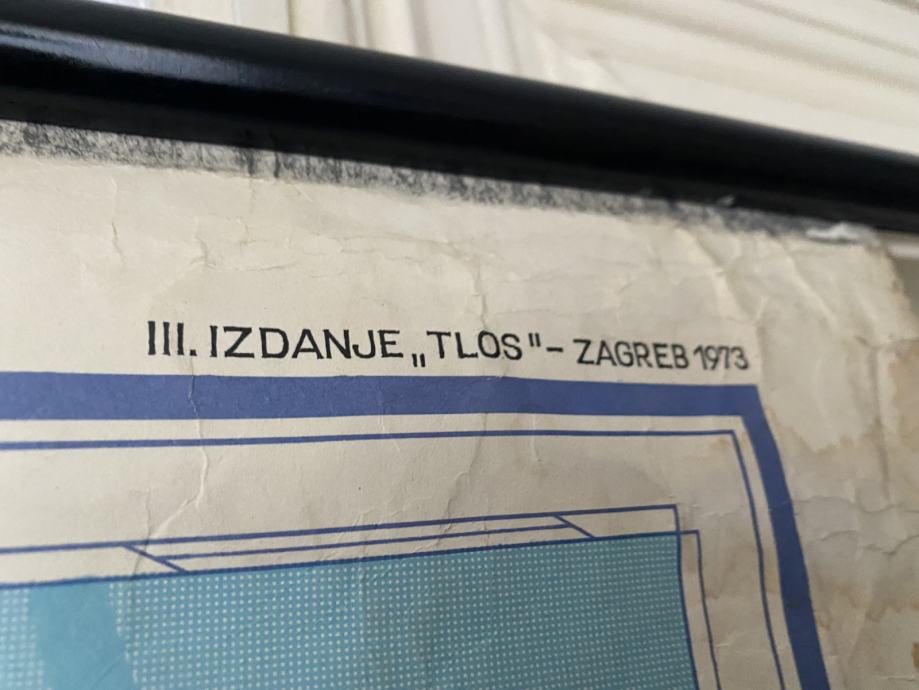 III. IZDANJE „TLOS" – ZAGREB 1973